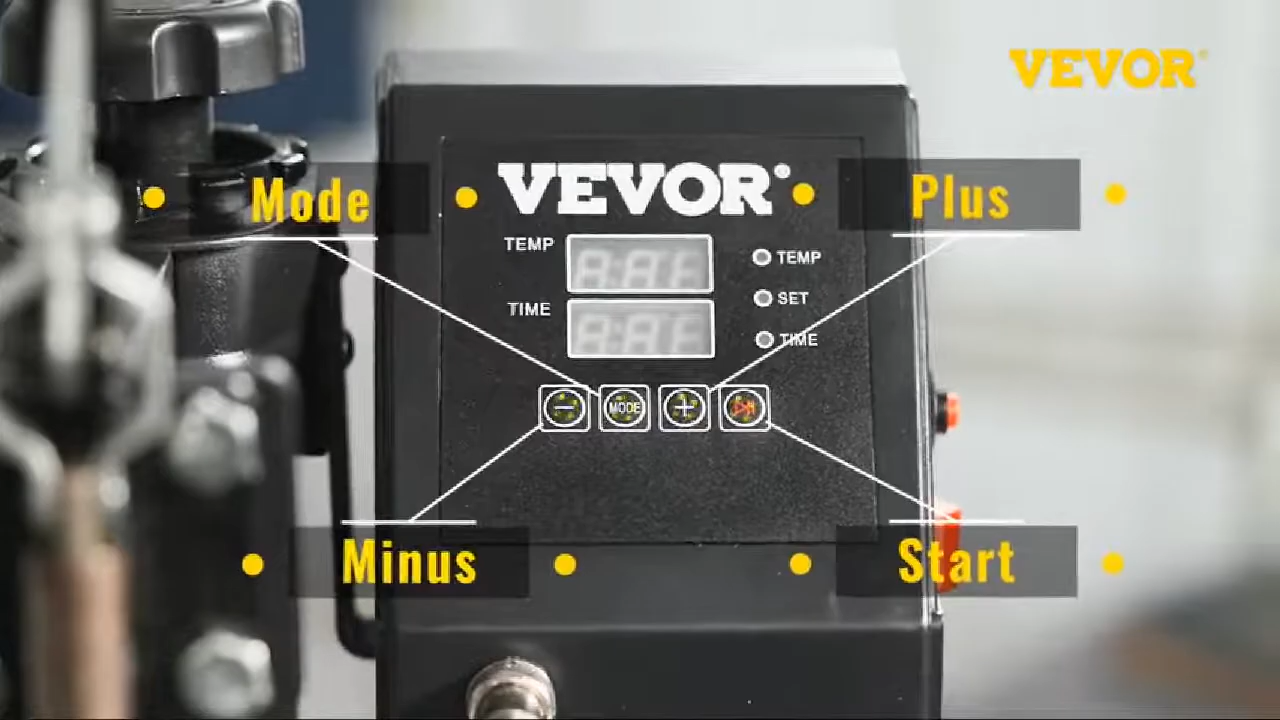 VEVOR®
Mode
VEVOR®
Plus
TEMP
TEMP
SET
TIME
TIME
MODE
Minus
Start